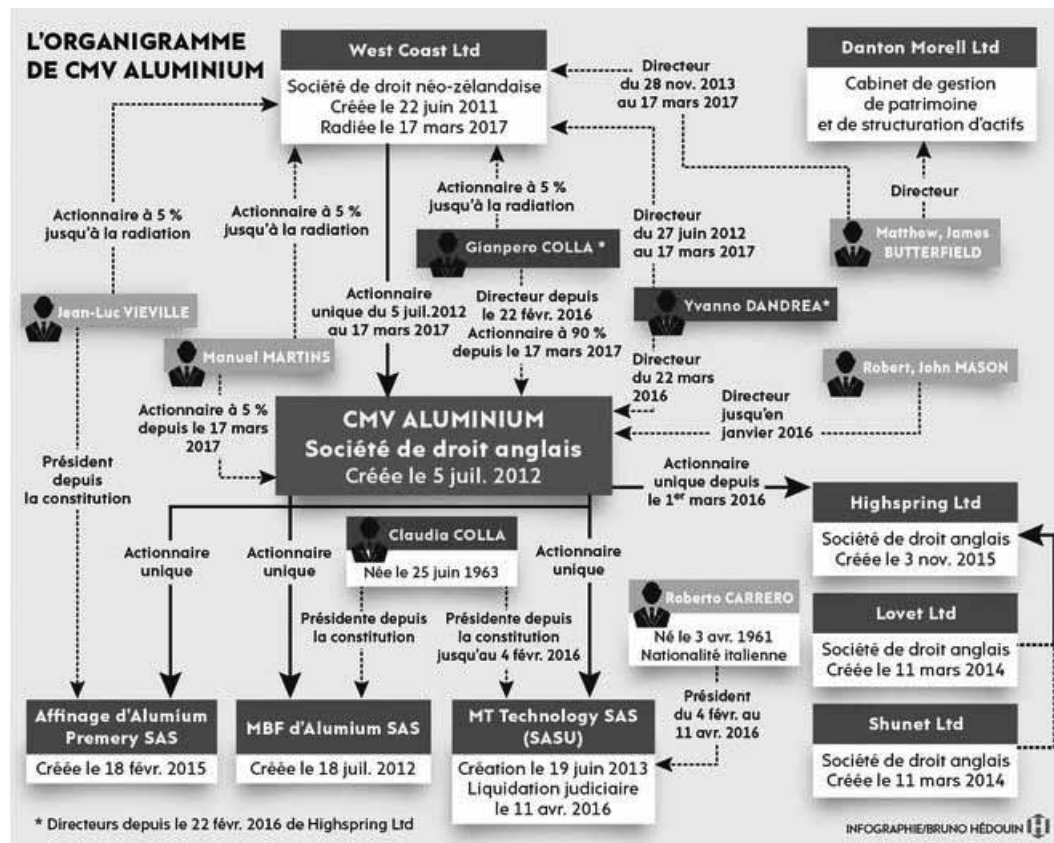 L'ORGANIGRAMME
DE CMV ALUMINIUM
West Coast Ltd
Société de droit néo-zélandaise
Créée le 22 juin 2011
Radiée le 17 mars 2017
Directeur
du 28 nov. 2013
au 17 mars 2017
Danton Morell Ltd
Cabinet de gestion
de patrimoine
et de structuration d'actifs
Actionnaire à 5 %
jusqu'à la radiation
Actionnaire à 5 %
jusqu'à la radiation
Actionnaire à 5 %
jusqu'à la radiation
Directeur
du 27 juin 2012
au 17 mars 2017
Directeur
Matthow, James
BUTTERFIELD
Gianpero COLLA *
Jean-Luc VIEVILLE
Manuel MARTINS
Actionnaire
unique du 5 juil.2012
au 17 mars 2017
Directeur depuis
le 22 févr. 2016
Actionnaire à 90 %
depuis le 17 mars 2017
Yvanno DANDREA*
Directeur
du 22 mars
2016
Robert, John MASON
Directeur
jusqu'en
janvier 2016
Actionnaire à 5 %
depuis le 17 mars
2017
CMV ALUMINIUM
Société de droit anglais
Créée le 5 juil. 2012
Président
depuis
la constitution
Actionnaire
unique depuis
le 1er mars 2016
Highspring Ltd
Société de droit anglais
Créée le 3 nov. 2015
Actionnaire
unique
Actionnaire
unique
Claudia COLLA
Née le 25 juin 1963
Actionnaire
unique
Présidente depuis
la constitution
Présidente depuis
la constitution
jusqu'au 4 févr. 2016
Roberto CARRERO
Né le 3 avr. 1961
Nationalité italienne
Lovet Ltd
Société de droit anglais
Créée le 11 mars 2014
Président
du 4 févr. au
11 avr. 2016
Shunet Ltd
Société de droit anglais
Créée le 11 mars 2014
Affinage d'Alumium
Premery SAS
Créée le 18 févr. 2015
MBF d'Alumium SAS
Créée le 18 juil. 2012
MT Technology SAS
(SASU)
Création le 19 juin 2013
Liquidation judiciaire
le 11 avr. 2016
* Directeurs depuis le 22 févr. 2016 de Highspring Ltd
INFOGRAPHIE/BRUNO HÉDOUIN